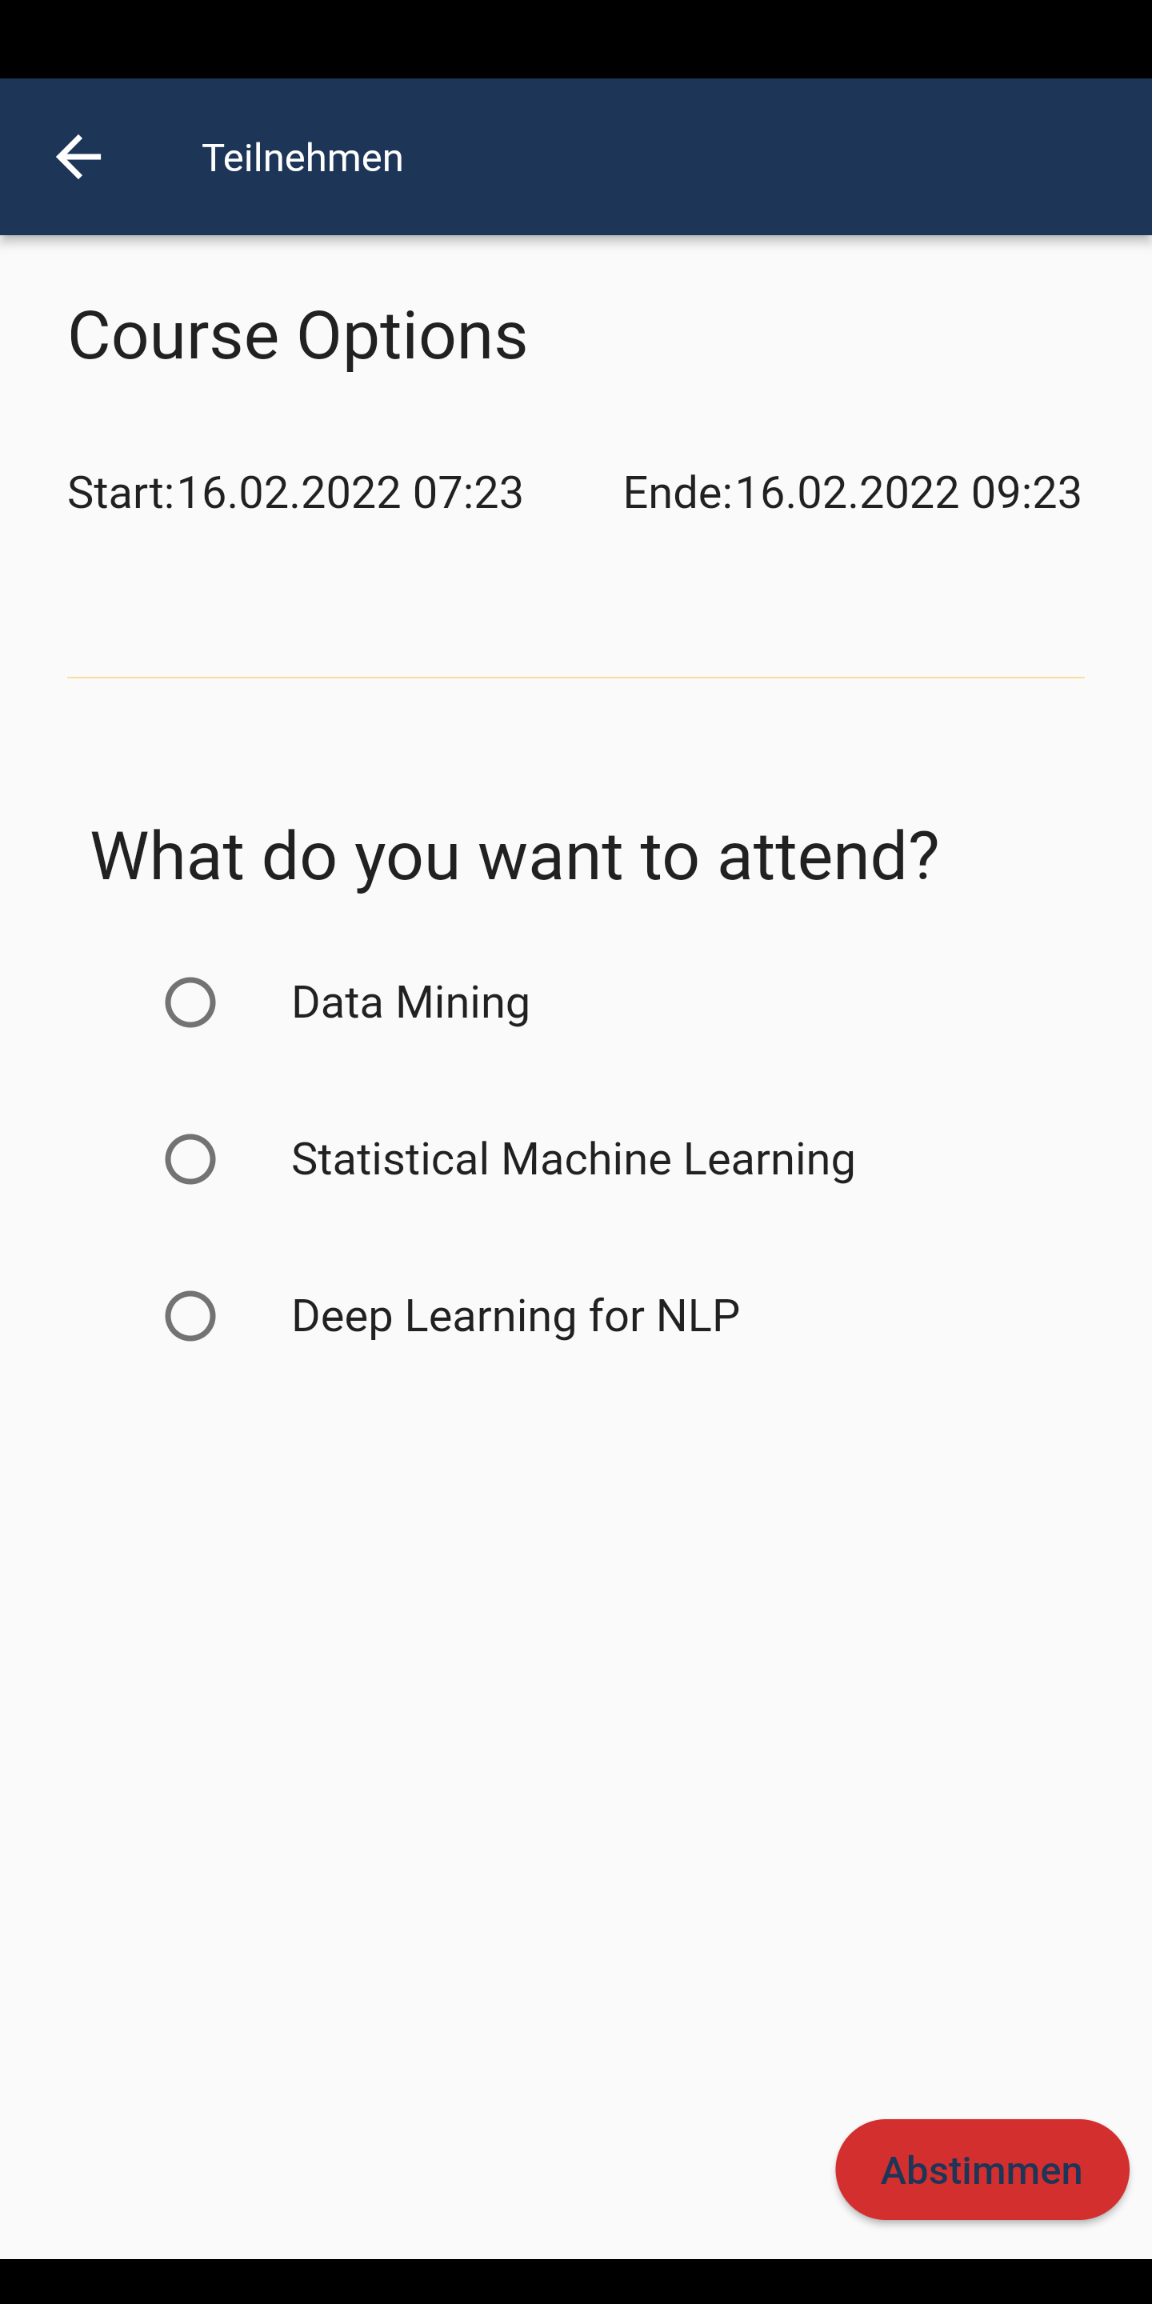 Teilnehmen
Course Options
Start:16.02.2022 07:23 Ende:16.02.2022 09:23
What do you want to attend?
Data Mining
Statistical Machine Learning
Deep Learning for NLP
Abstimmen